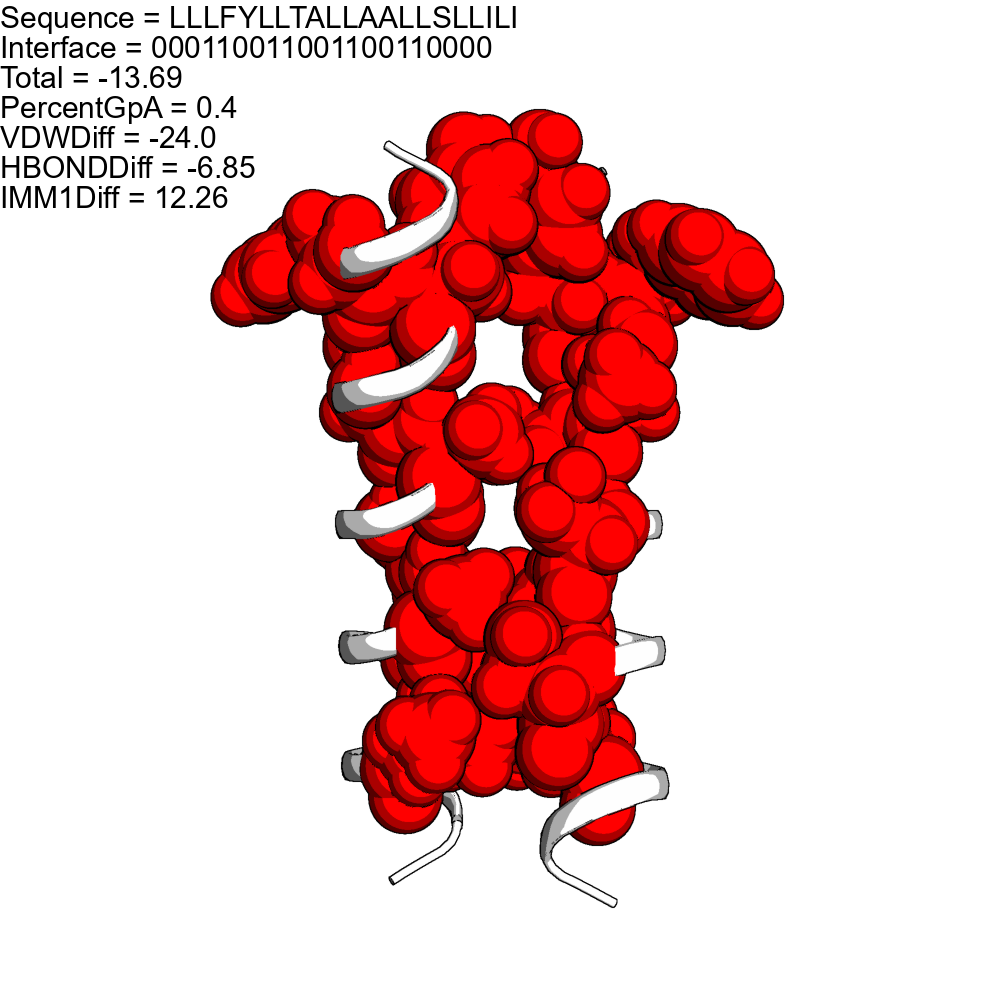 Sequence = LLLFYLLTALLAALLSLLILI
Interface = 000110011001100110000
Total = -13.69
PercentGpA = 0.4
VDWDiff = -24.0
HBONDDiff = -6.85
IMM1Diff = 12.26